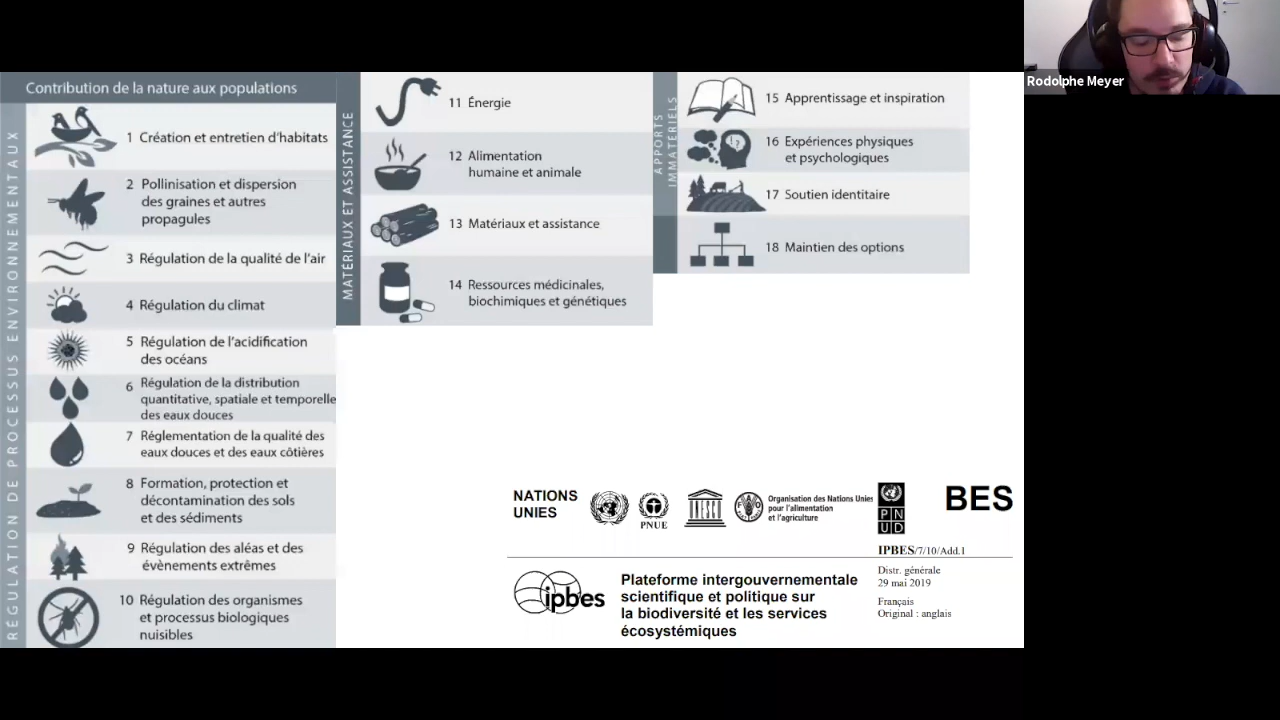 Rodolphe Meyer
Contribution de la nature aux populations
RÉGULATION DE PROCESSUS ENVIRONNEMENTAUX
1 Création et entretien d'habitats
2 Pollinisation et dispersion
des graines et autres
propagules
3 Régulation de la qualité de l'air
4 Régulation du climat
5 Régulation de l'acidification
des océans
6 Régulation de la distribution
quantitative, spatiale et temporelle
des eaux douces
7 Réglementation de la qualité des
eaux douces et des eaux côtières
8 Formation, protection et
décontamination des sols
et des sédiments
9 Régulation des aléas et des
évènements extrêmes
10 Régulation des organismes
et processus biologiques
nuisibles
MATÉRIAUX ET ASSISTANCE
11 Énergie
12 Alimentation
humaine et animale
13 Matériaux et assistance
14 Ressources médicinales,
biochimiques et génétiques
APPORTS
IMMATÉRIELS
15 Apprentissage et inspiration
16 Expériences physiques
et psychologiques
17 Soutien identitaire
18 Maintien des options
NATIONS
UNIES
PNUE
UNESCO
FAO
Organisation des Nations Unies
pour l'alimentation
et l'agriculture
PN
UD
BES
IPBES/7/10/Add.1
Distr. générale
29 mai 2019
Français
Original : anglais
ipbes
Plateforme intergouvernementale
scientifique et politique sur
la biodiversité et les services
écosystémiques